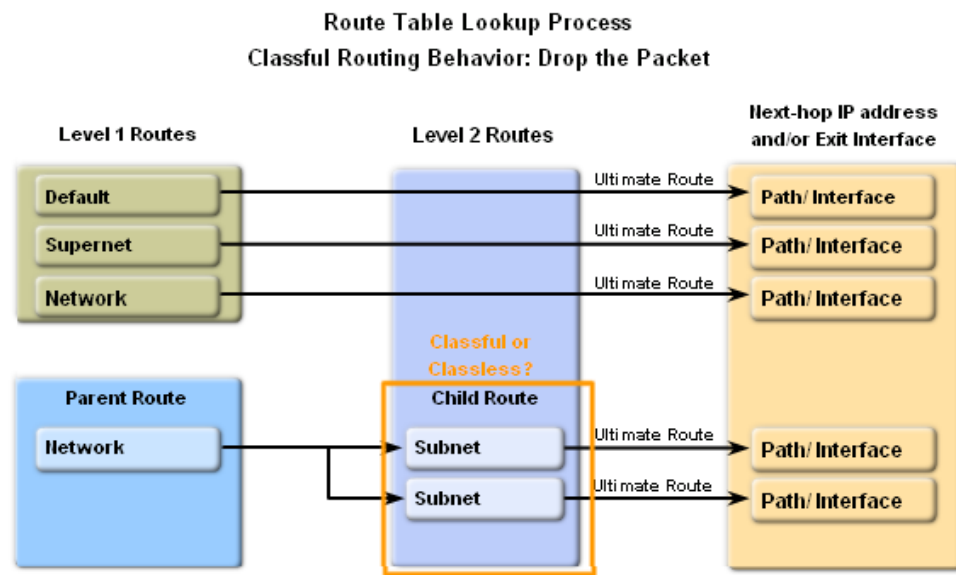 Route Table Lookup Process
Classful Routing Behavior: Drop the Packet
Level 1 Routes
Level 2 Routes
Next-hop IP address
and/or Exit Interface
Default
Ultimate Route
Path/Interface
Supernet
Ultimate Route
Path/Interface
Network
Ultimate Route
Path/Interface
Classful or
Classless?
Parent Route
Child Route
Network
Subnet
Ultimate Route
Path/Interface
Subnet
Ultimate Route
Path/Interface